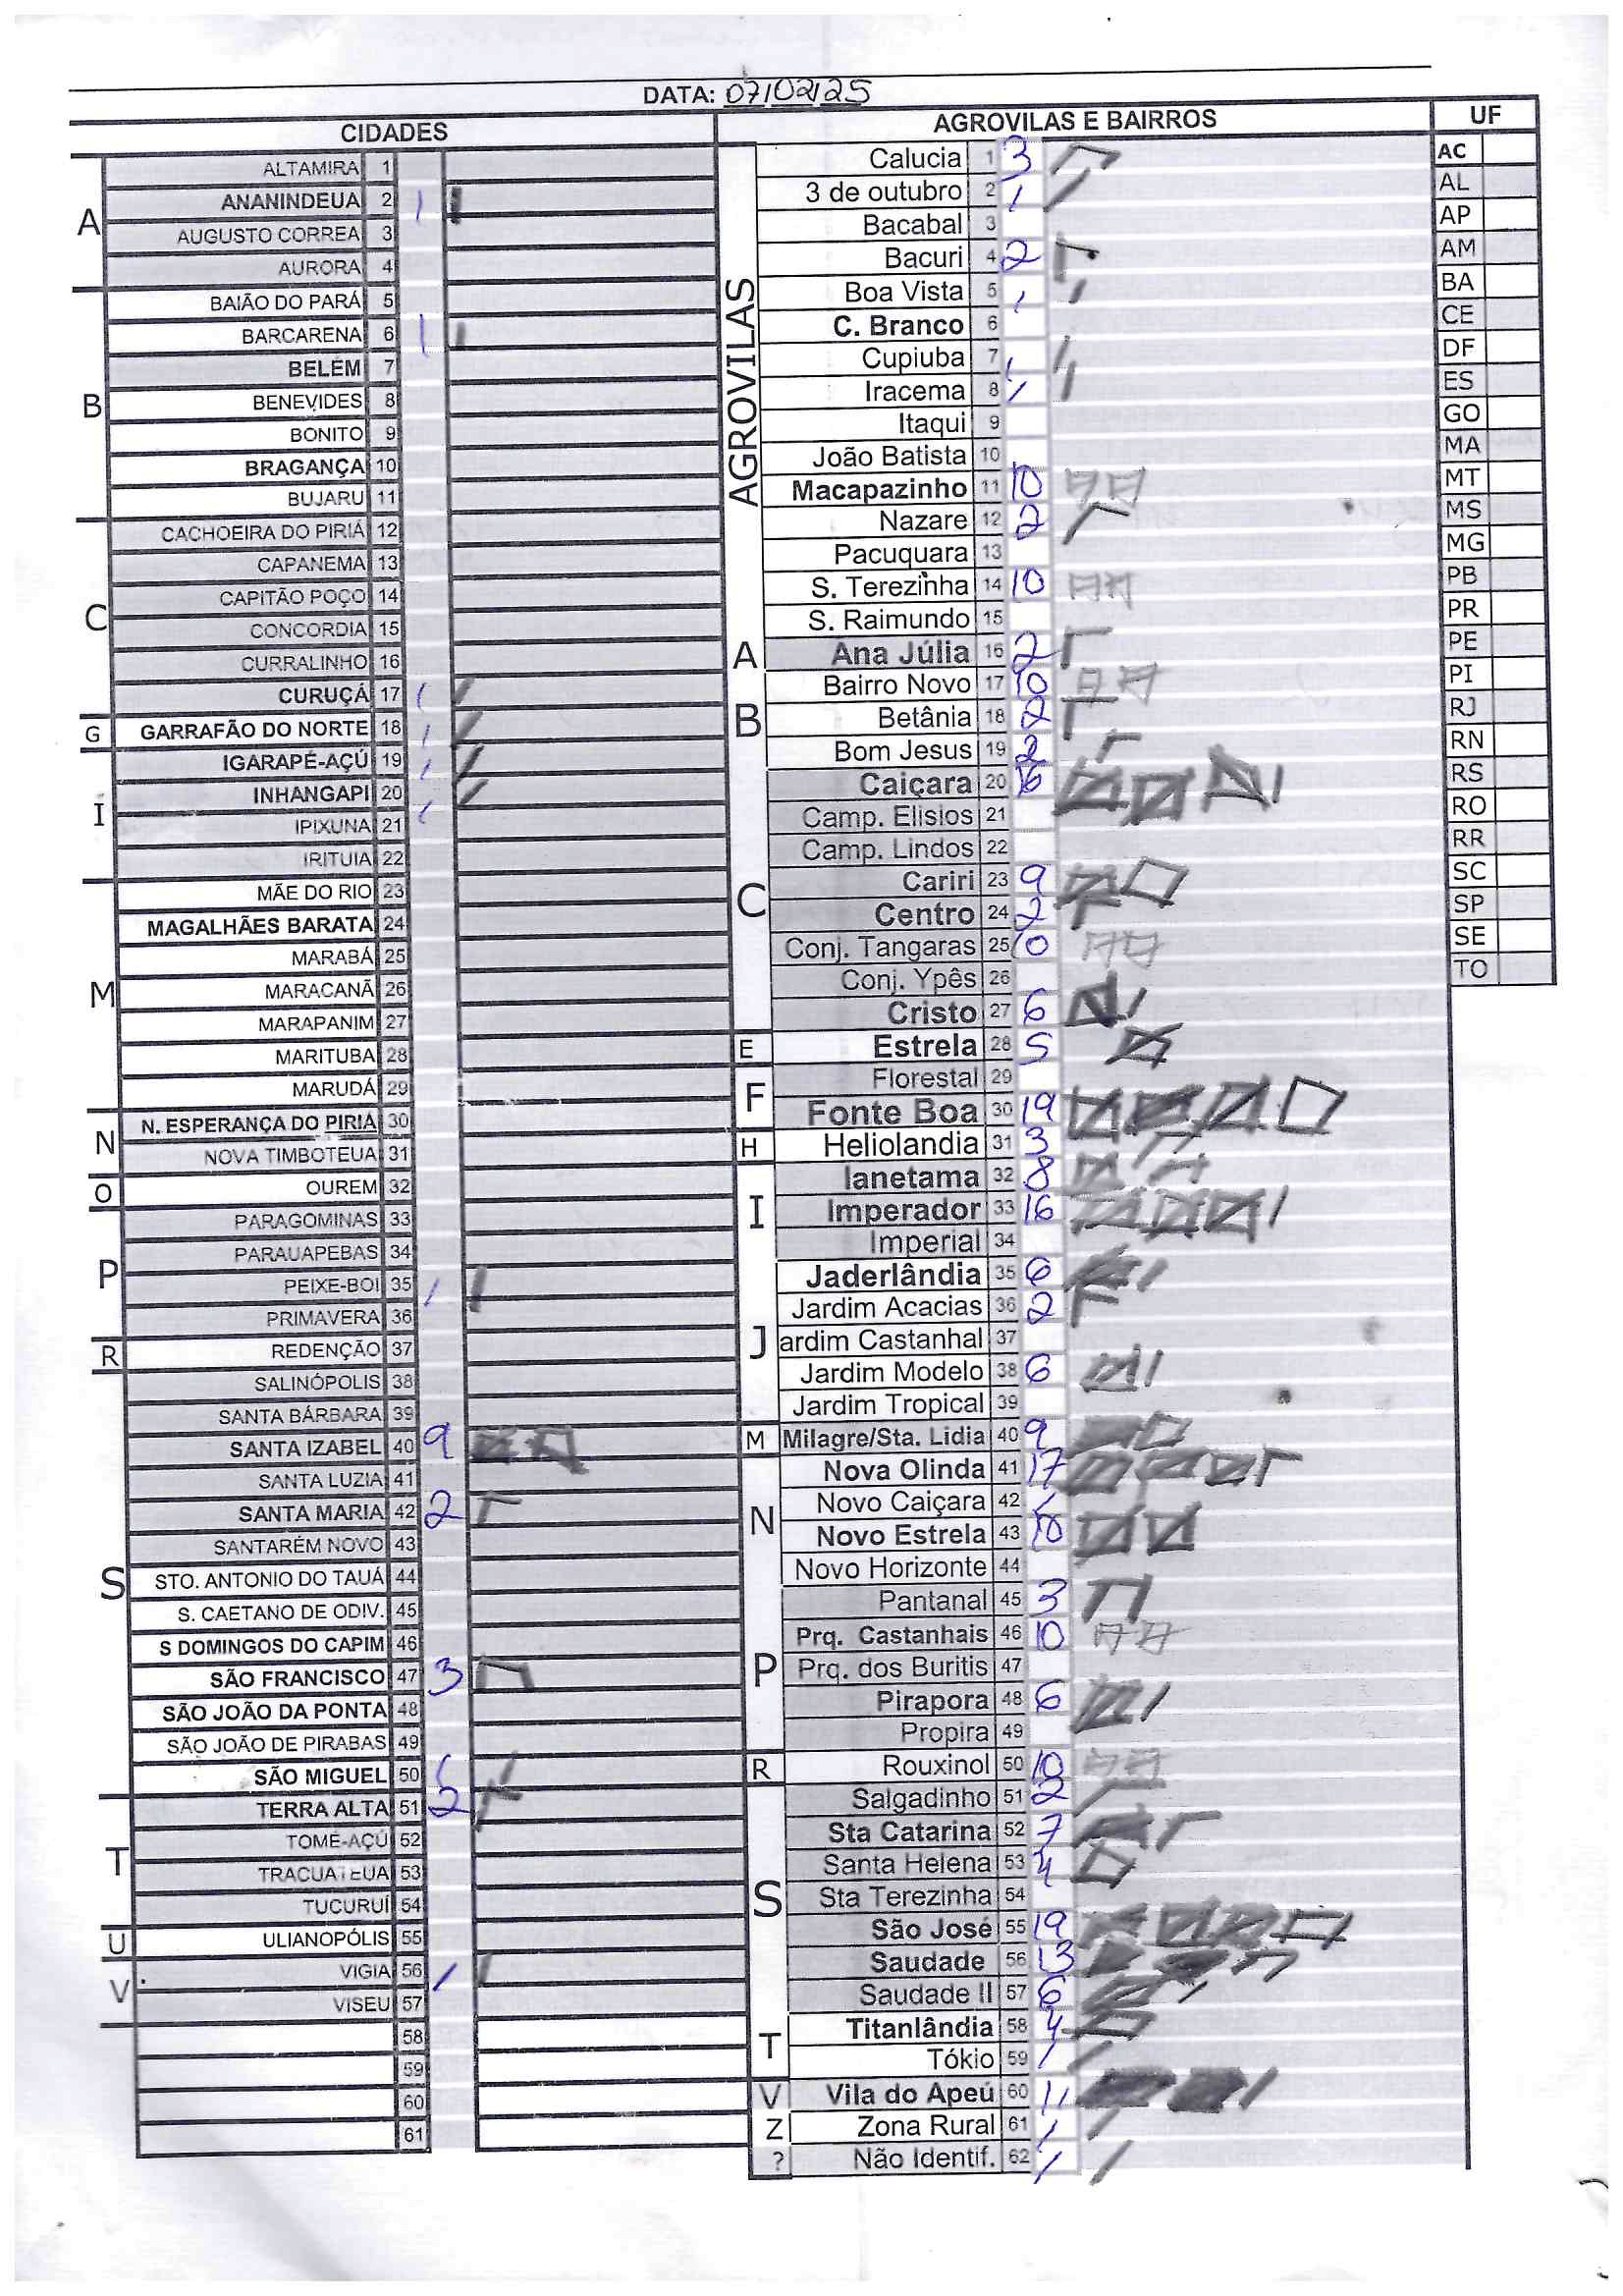 DATA: 07/02/25
CIDADES
A
ALTAMIRA 1
ANANINDEUA 2 1
AUGUSTO CORREA 3
AURORA 4
B
BAIÃO DO PARÁ 5
BARCARENA 6 1
BELÉM 7
BENEVIDES 8
BONITO 9
BRAGANÇA 10
BUJARU 11
C
CACHOEIRA DO PIRIÁ 12
CAPANEMA 13
CAPITÃO POÇO 14
CONCORDIA 15
CURRALINHO 16
CURUÇÁ 17 1
G
GARRAFÃO DO NORTE 18 1
I
IGARAPÉ-AÇÚ 19 1
INHANGAPI 20 1
IPIXUNA 21
IRITUIA 22
M
MÃE DO RIO 23
MAGALHÃES BARATA 24
MARABÁ 25
MARACANÃ 26
MARAPANIM 27
MARITUBA 28
MARUDÁ 29
N
N. ESPERANÇA DO PIRIA 30
NOVA TIMBOTEUA 31
O
OUREM 32
P
PARAGOMINAS 33
PARAUAPEBAS 34
PEIXE-BOI 35 1
PRIMAVERA 36
R
REDENÇÃO 37
S
SALINÓPOLIS 38
SANTA BÁRBARA 39
SANTA IZABEL 40 9
SANTA LUZIA 41
SANTA MARIA 42 2
SANTARÉM NOVO 43
STO. ANTONIO DO TAUÁ 44
S. CAETANO DE ODIV. 45
S DOMINGOS DO CAPIM 46
SÃO FRANCISCO 47 3
SÃO JOÃO DA PONTA 48
SÃO JOÃO DE PIRABAS 49
SÃO MIGUEL 50 1
T
TERRA ALTA 51 2
TOMÉ-AÇÚ 52
TRACUATEUA 53
TUCURUÍ 54
U
ULIANOPÓLIS 55
V
VIGIA 56 1
VISEU 57
58
59
60
61
AGROVILAS E BAIRROS
AGROVILAS
Calucia 1 3
3 de outubro 2 1
Bacabal 3
Bacuri 4 2
Boa Vista 5 1
C. Branco 6
Cupiuba 7 1
Iracema 8 1
Itaqui 9
João Batista 10
Macapazinho 11 10
Nazare 12 2
Pacuquara 13
S. Terezinha 14 10
S. Raimundo 15
A
Ana Júlia 16 2
B
Bairro Novo 17 10
Betânia 18 2
Bom Jesus 19 2
C
Caiçara 20 16
Camp. Elisios 21
Camp. Lindos 22
Cariri 23 9
Centro 24 2
Conj. Tangaras 25 10
Conj. Ypês 26
Cristo 27 6
E
Estrela 28 5
F
Florestal 29
Fonte Boa 30 19
H
Heliolandia 31 3
I
Ianetama 32 8
Imperador 33 16
Imperial 34
J
Jaderlândia 35 6
Jardim Acacias 36 2
ardim Castanhal 37
Jardim Modelo 38 6
Jardim Tropical 39
M
Milagre/Sta. Lidia 40 9
N
Nova Olinda 41 17
Novo Caiçara 42 1
Novo Estrela 43 10
Novo Horizonte 44
P
Pantanal 45 3
Prq. Castanhais 46 10
Prq. dos Buritis 47
Pirapora 48 6
Propira 49
R
Rouxinol 50 10
S
Salgadinho 51 2
Sta Catarina 52 7
Santa Helena 53 4
Sta Terezinha 54
São José 55 19
Saudade 56 13
Saudade II 57 6
T
Titanlândia 58 4
Tókio 59 1
V
Vila do Apeú 60 11
Z
Zona Rural 61 1
?
Não Identif. 62 1
UF
AC
AL
AP
AM
BA
CE
DF
ES
GO
MA
MT
MS
MG
PB
PR
PE
PI
RJ
RN
RS
RO
RR
SC
SP
SE
TO